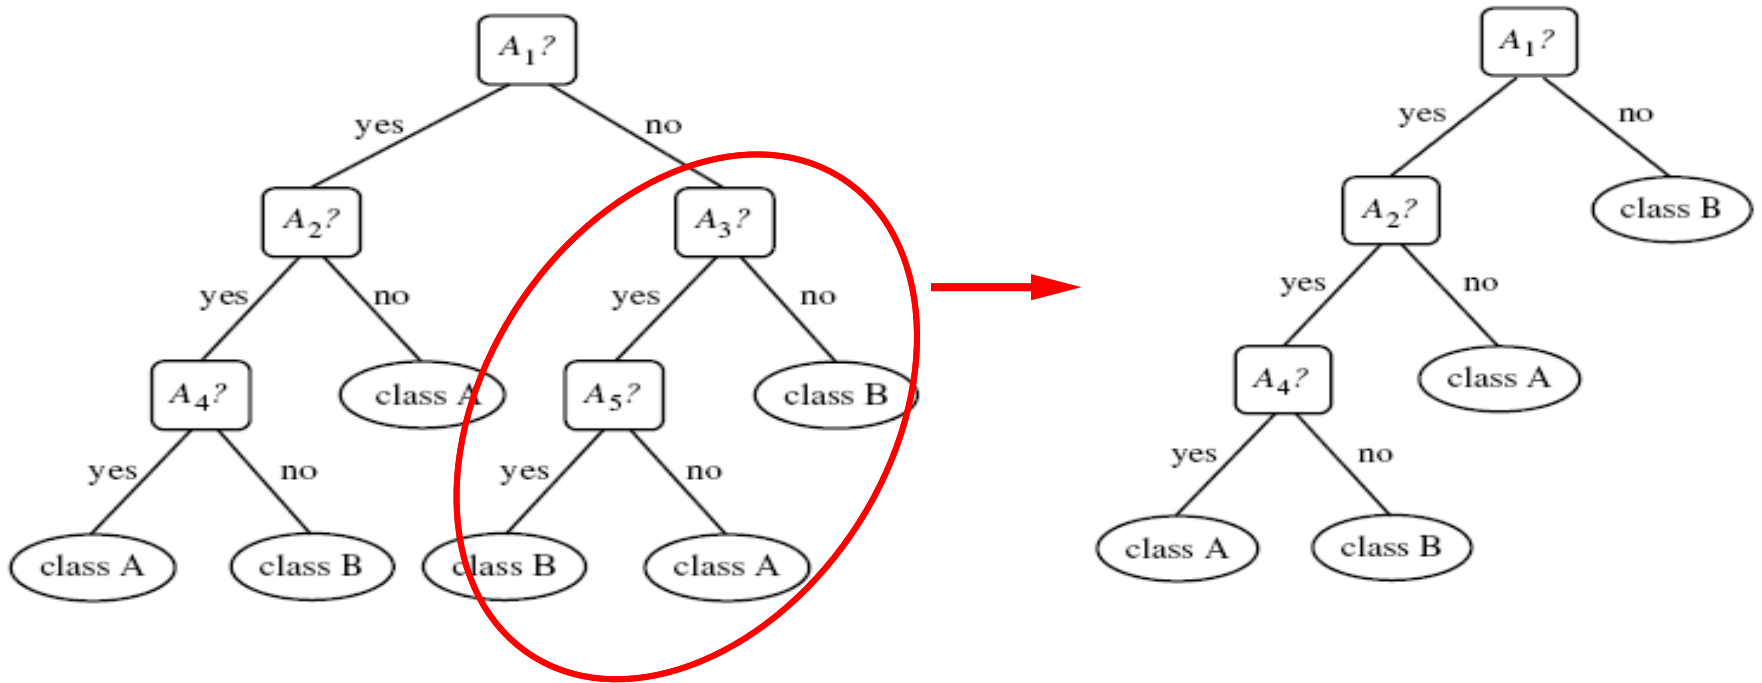 A1?
yes
no
A2?
A3?
yes
no
yes
no
A4?
class A
A5?
class B
yes
no
yes
no
class A
class B
class B
class A
A1?
yes
no
A2?
class B
yes
no
A4?
class A
yes
no
class A
class B